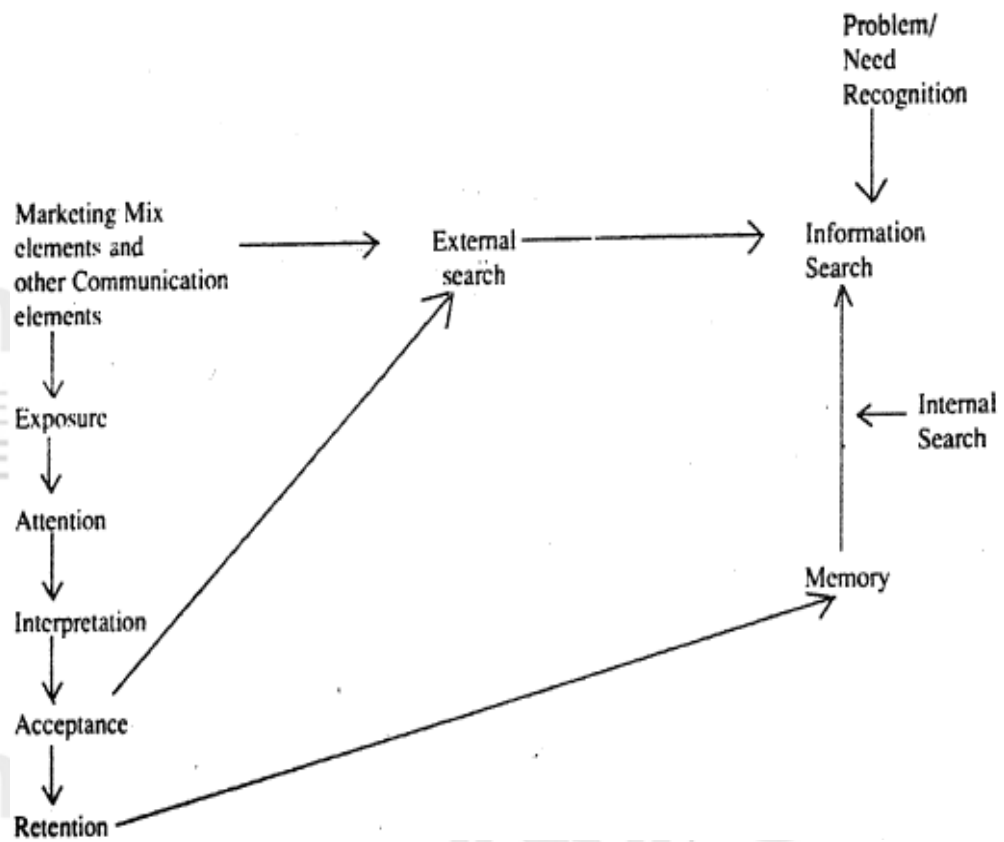 Problem/
Need
Recognition
Marketing Mix
elements and
other Communication
elements
External
search
Information
Search
Exposure
Internal
Search
Attention
Memory
Interpretation
Acceptance
Retention